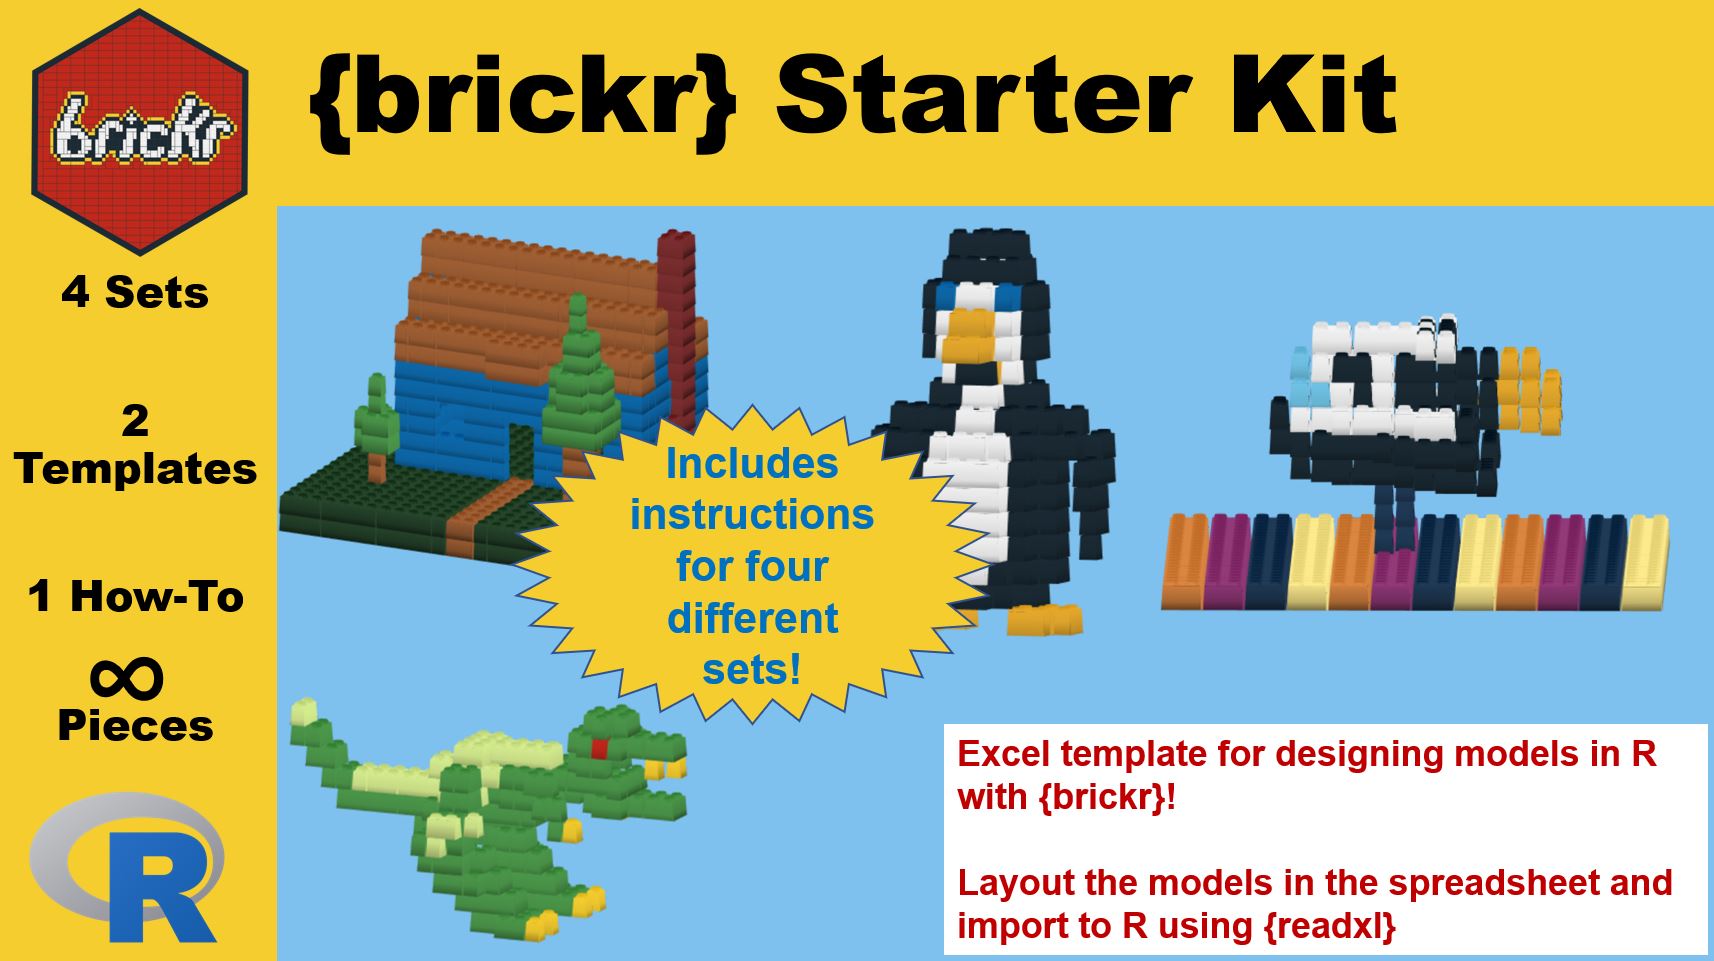 brickr
{brickr} Starter Kit
4 Sets
2
Templates
1 How-To
∞
Pieces
R
Includes
instructions
for four
different
sets!
Excel template for designing models in R
with {brickr}!
Layout the models in the spreadsheet and
import to R using {readxl}